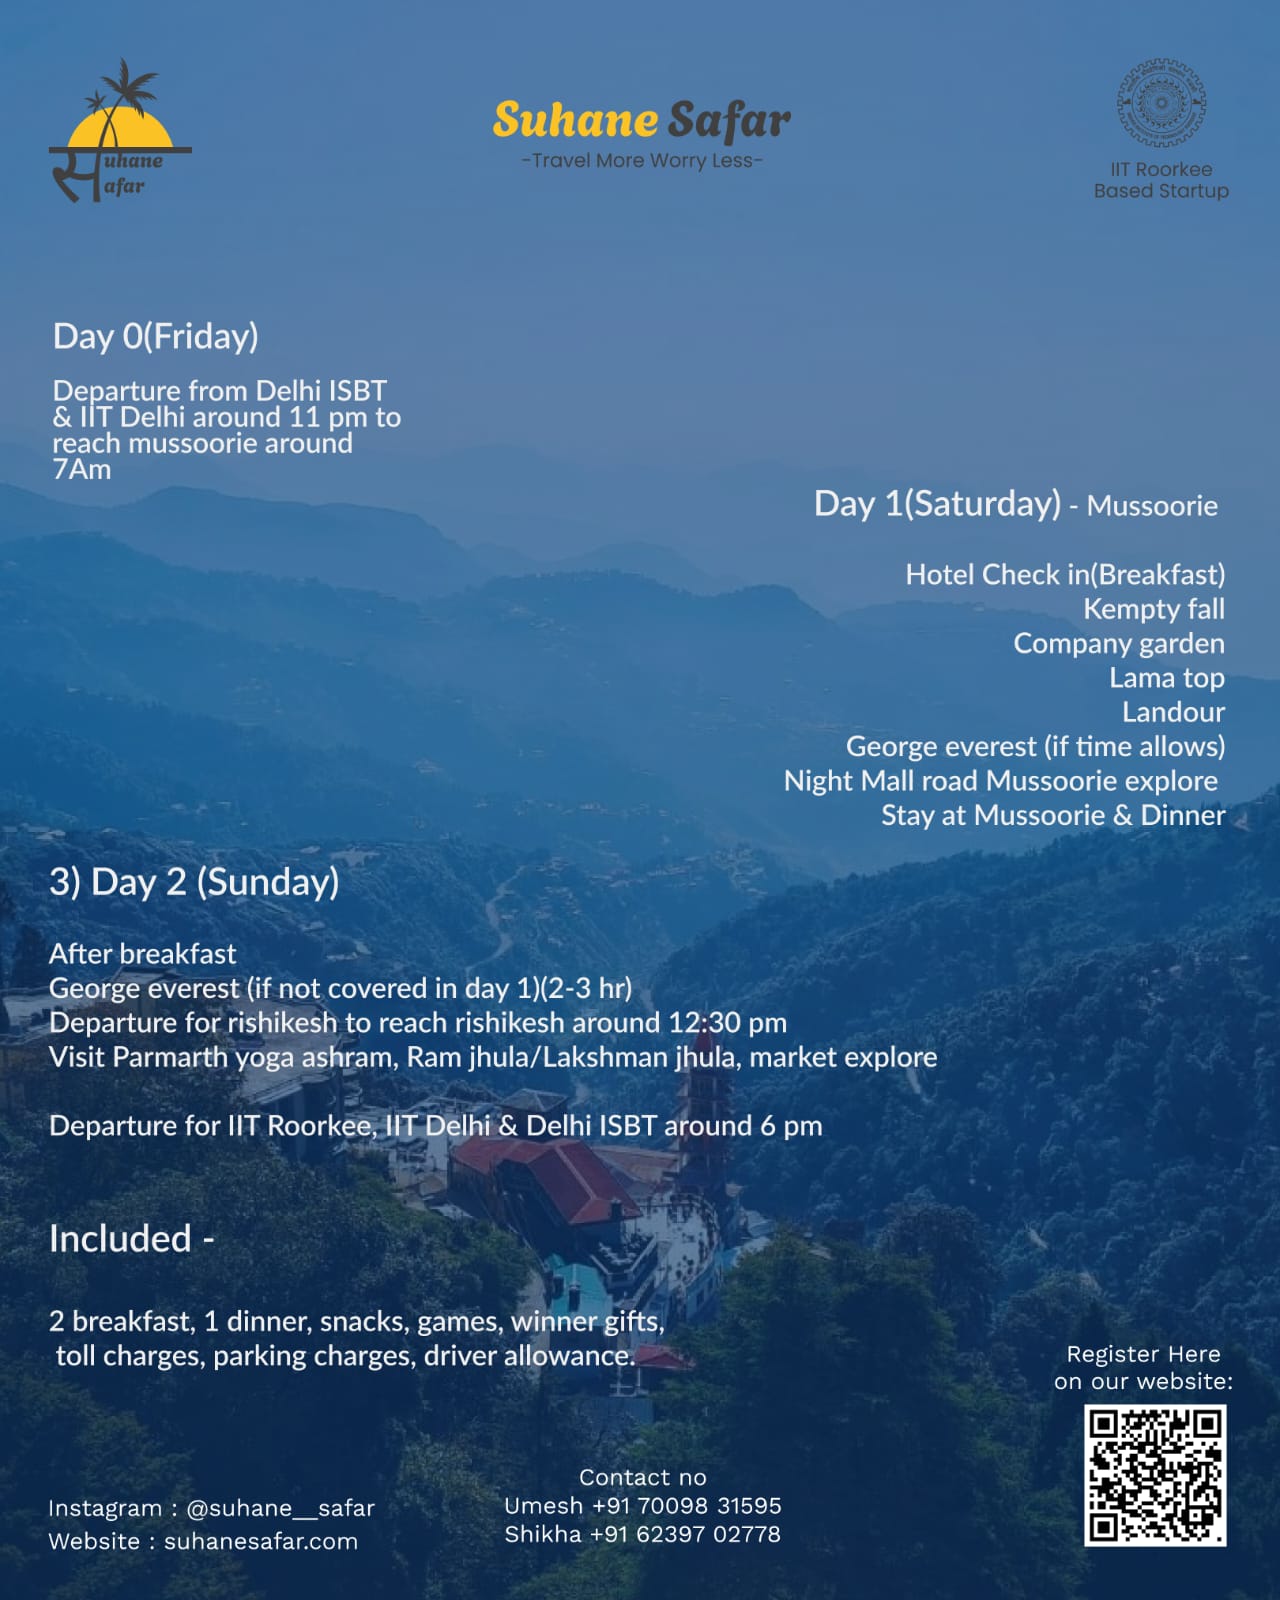 स
uhane
afar
Suhane Safar
-Travel More Worry Less-
IIT Roorkee
Based Startup
Day 0(Friday)
Departure from Delhi ISBT
& IIT Delhi around 11 pm to
reach mussoorie around
7Am
Day 1(Saturday) - Mussoorie
Hotel Check in(Breakfast)
Kempty fall
Company garden
Lama top
Landour
George everest (if time allows)
Night Mall road Mussoorie explore
Stay at Mussoorie & Dinner
3) Day 2 (Sunday)
After breakfast
George everest (if not covered in day 1)(2-3 hr)
Departure for rishikesh to reach rishikesh around 12:30 pm
Visit Parmarth yoga ashram, Ram jhula/Lakshman jhula, market explore
Departure for IIT Roorkee, IIT Delhi & Delhi ISBT around 6 pm
Included -
2 breakfast, 1 dinner, snacks, games, winner gifts,
toll charges, parking charges, driver allowance.
Register Here
on our website:
Contact no
Umesh +91 70098 31595
Shikha +91 62397 02778
Instagram : @suhane__safar
Website : suhanesafar.com